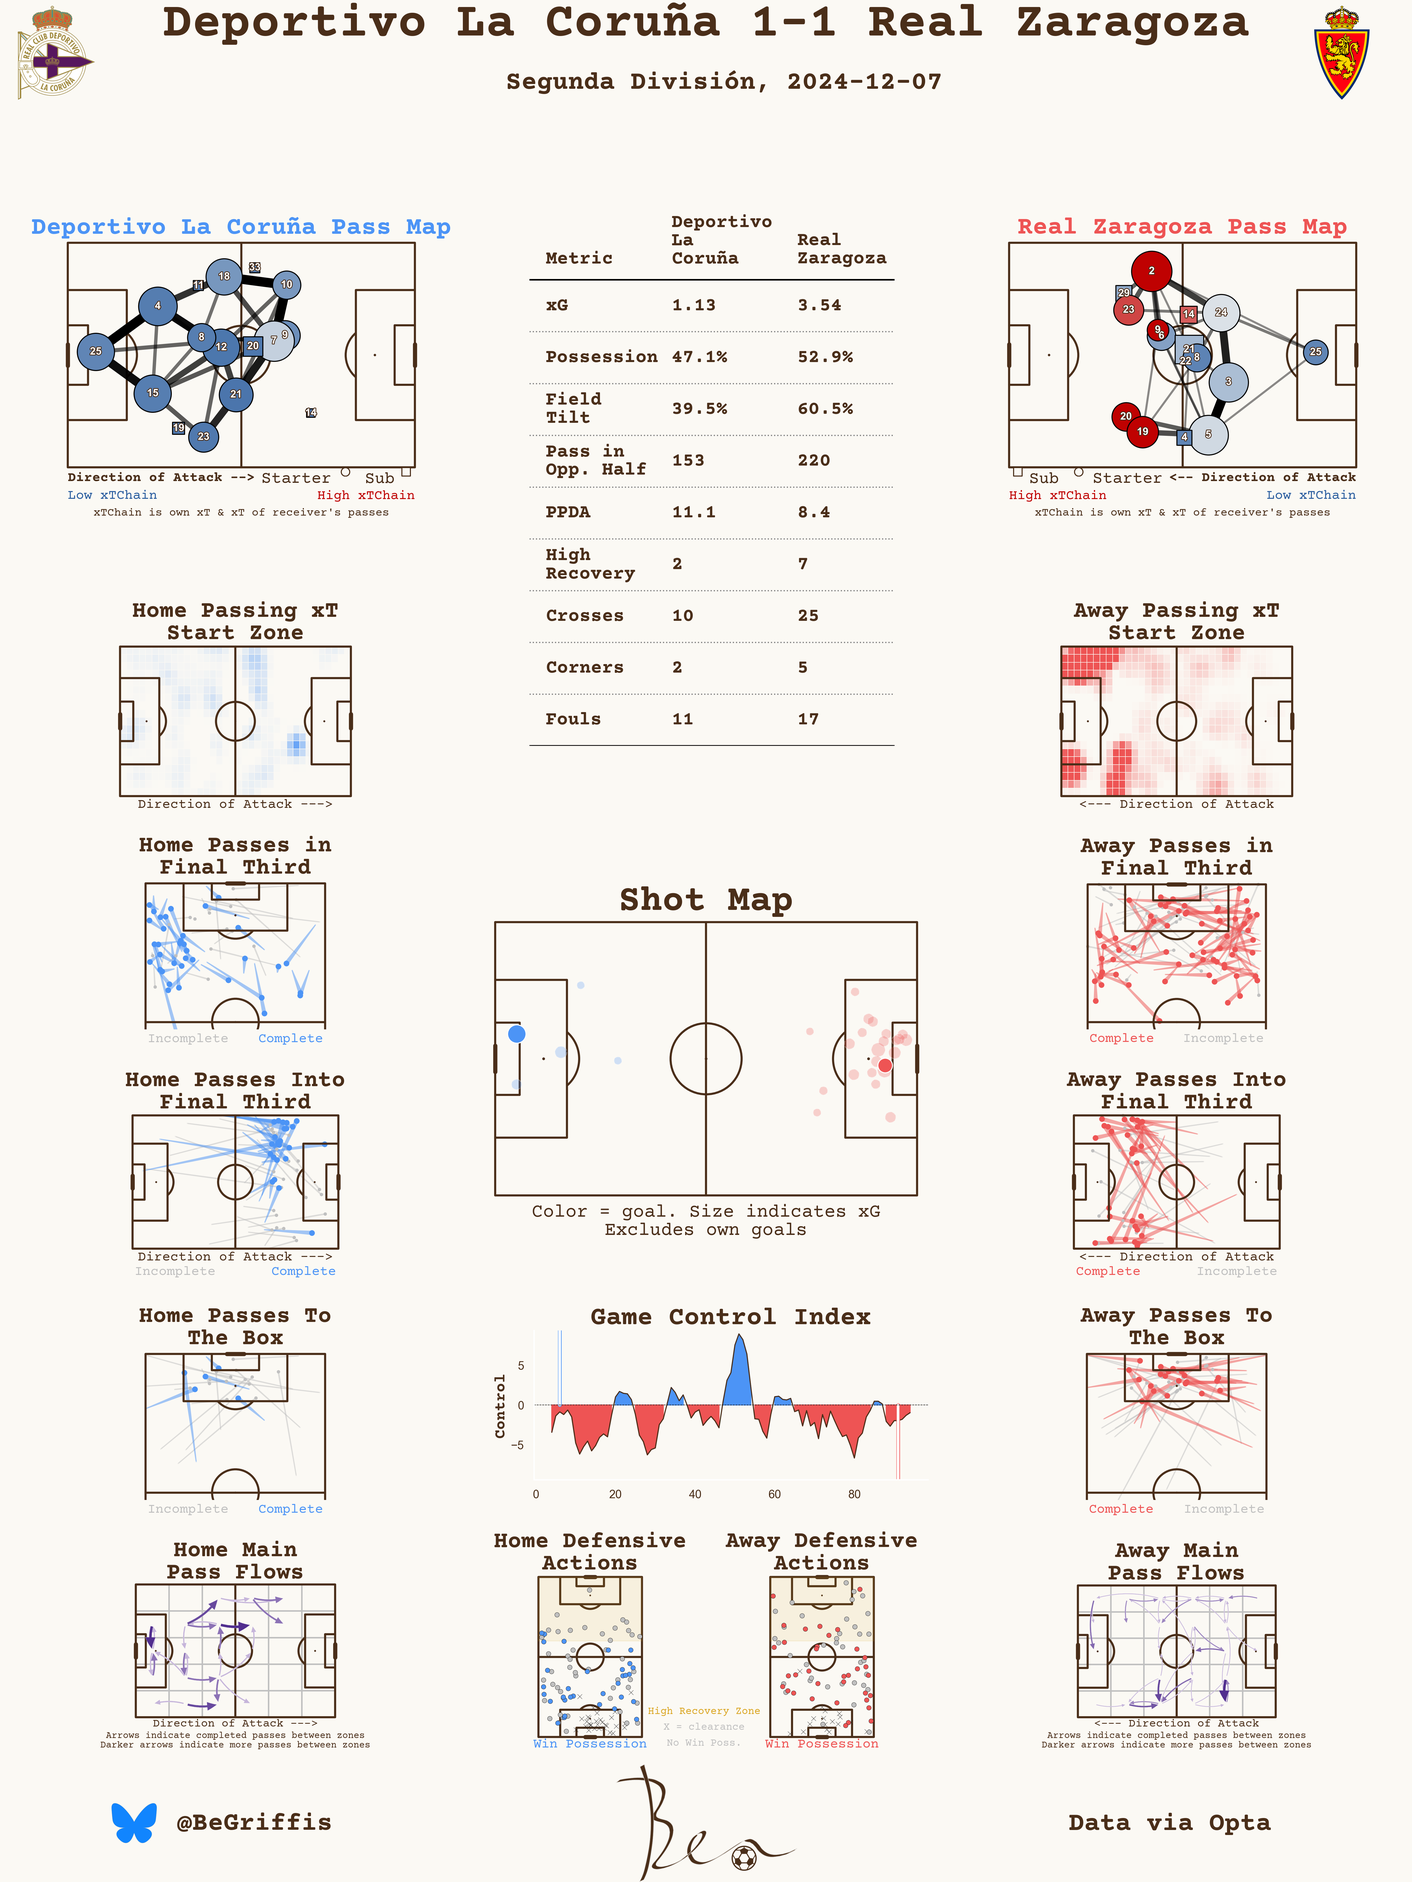 Deportivo La Coruña 1-1 Real Zaragoza
Segunda División, 2024-12-07
REAL CLUB DEPORTIVO
LA CORUÑA
Deportivo La Coruña Pass Map
33
18
11
10
4
8
9
7
12
20
25
15
21
14
19
23
Direction of Attack --> Starter Sub
Low xTChain High xTChain
xTChain is own xT & xT of receiver's passes
Metric Deportivo La Coruña Real Zaragoza
xG 1.13 3.54
Possession 47.1% 52.9%
Field Tilt 39.5% 60.5%
Pass in Opp. Half 153 220
PPDA 11.1 8.4
High Recovery 2 7
Crosses 10 25
Corners 2 5
Fouls 11 17
Real Zaragoza Pass Map
2
29
23
14
24
9
6
21
22
8
25
3
20
19
4
5
Sub Starter <-- Direction of Attack
High xTChain Low xTChain
xTChain is own xT & xT of receiver's passes
Home Passing xT
Start Zone
Direction of Attack --->
Away Passing xT
Start Zone
<--- Direction of Attack
Home Passes in
Final Third
Incomplete Complete
Away Passes in
Final Third
Complete Incomplete
Shot Map
Color = goal. Size indicates xG
Excludes own goals
Home Passes Into
Final Third
Direction of Attack --->
Incomplete Complete
Away Passes Into
Final Third
<--- Direction of Attack
Complete Incomplete
Home Passes To
The Box
Incomplete Complete
Game Control Index
Control
5
0
−5
0 20 40 60 80
Away Passes To
The Box
Complete Incomplete
Home Main
Pass Flows
Direction of Attack --->
Arrows indicate completed passes between zones
Darker arrows indicate more passes between zones
Home Defensive
Actions
Win Possession
Away Defensive
Actions
Win Possession
High Recovery Zone
X = clearance
No Win Poss.
Away Main
Pass Flows
<--- Direction of Attack
Arrows indicate completed passes between zones
Darker arrows indicate more passes between zones
@BeGriffis
Ben
Data via Opta